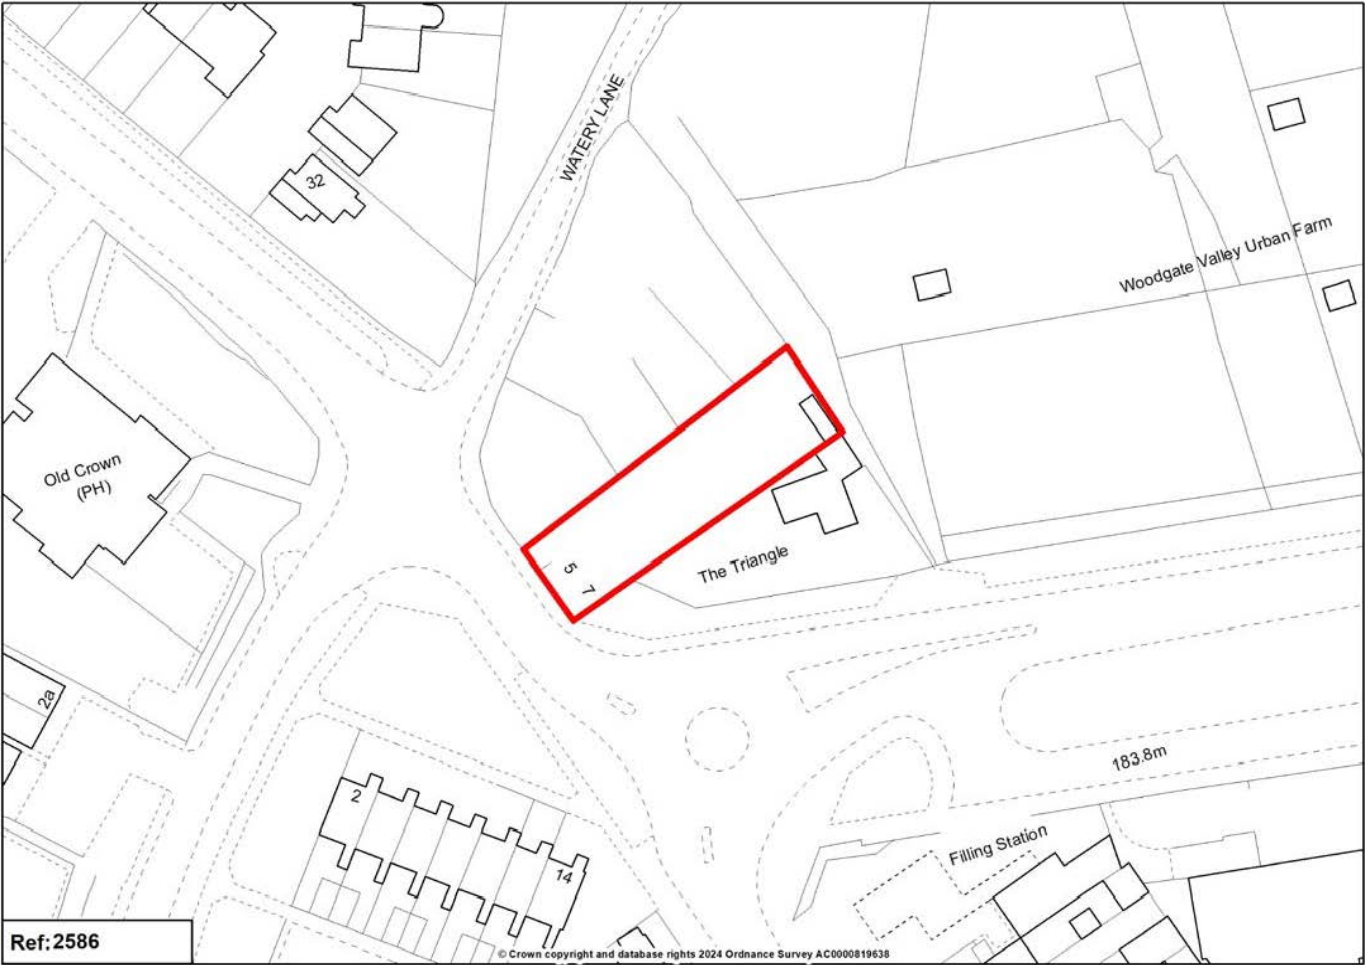 WATERY LANE
32
Woodgate Valley Urban Farm
Old Crown
(PH)
5
7
The Triangle
2a
183.8m
2
Filling Station
14
Ref:2586
© Crown copyright and database rights 2024 Ordnance Survey AC0000819638